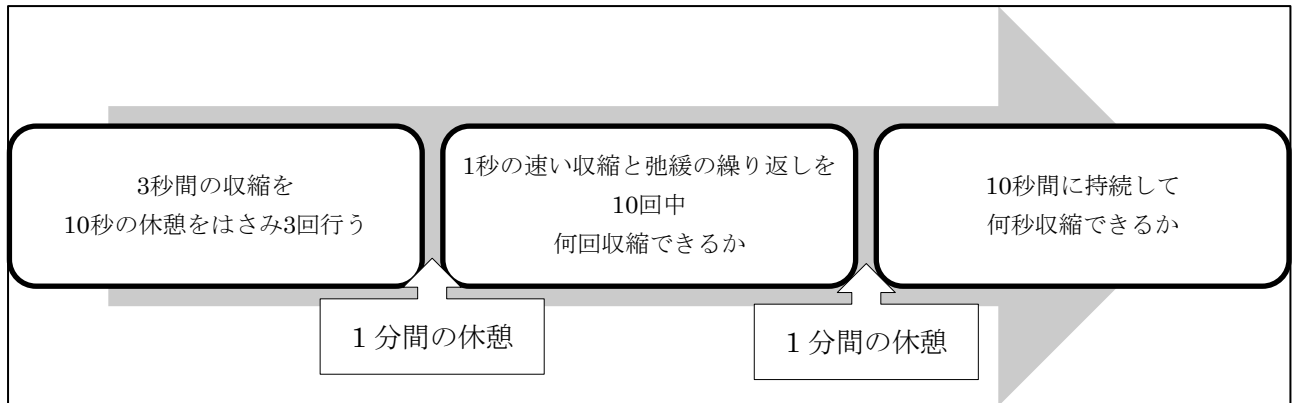 3秒間の収縮を
10秒の休憩をはさみ3回行う
1秒の速い収縮と弛緩の繰り返しを
10回中
何回収縮できるか
10秒間に持続して
何秒収縮できるか
1分間の休憩
1分間の休憩